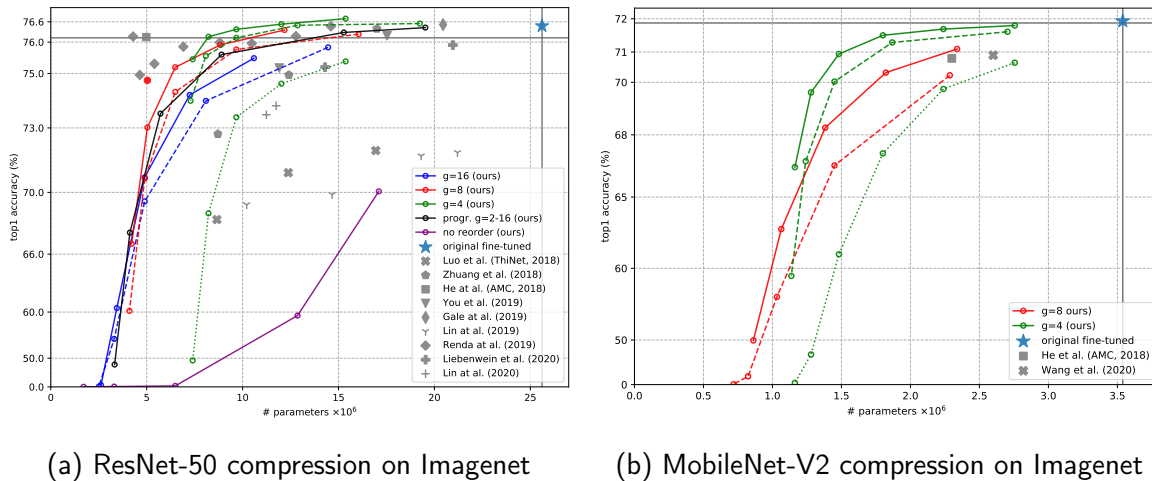 76.6
76.0
75.0
73.0
70.0
66.0
60.0
50.0
0.0
top1 accuracy (%)
0
5
10
15
20
25
# parameters ×10⁶
g=16 (ours)
g=8 (ours)
g=4 (ours)
progr. g=2-16 (ours)
no reorder (ours)
original fine-tuned
Luo et al. (ThiNet, 2018)
Zhuang et al. (2018)
He at al. (AMC, 2018)
You et al. (2019)
Gale et al. (2019)
Lin at al. (2019)
Renda at al. (2019)
Liebenwein et al. (2020)
Lin at al. (2020)
(a) ResNet-50 compression on Imagenet
72
71
70
68
65
60
50
0
top1 accuracy (%)
0.0
0.5
1.0
1.5
2.0
2.5
3.0
3.5
# parameters ×10⁶
g=8 ours)
g=4 (ours)
original fine-tuned
He et al. (AMC, 2018)
Wang et al. (2020)
(b) MobileNet-V2 compression on Imagenet